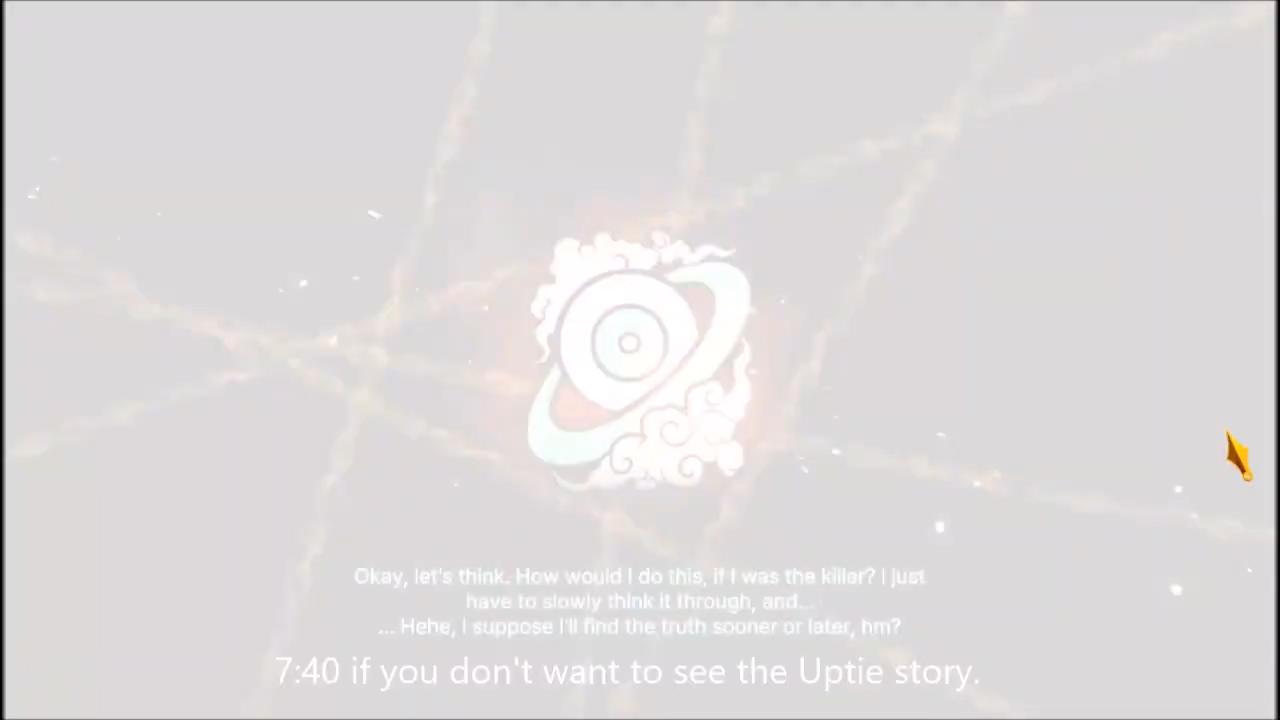 Okay, let's think. How would I do this, if I was the killer? I just
have to slowly think it through, and...
... Hehe, I suppose I'll find the truth sooner or later, hm?
7:40 if you don't want to see the Uptie story.